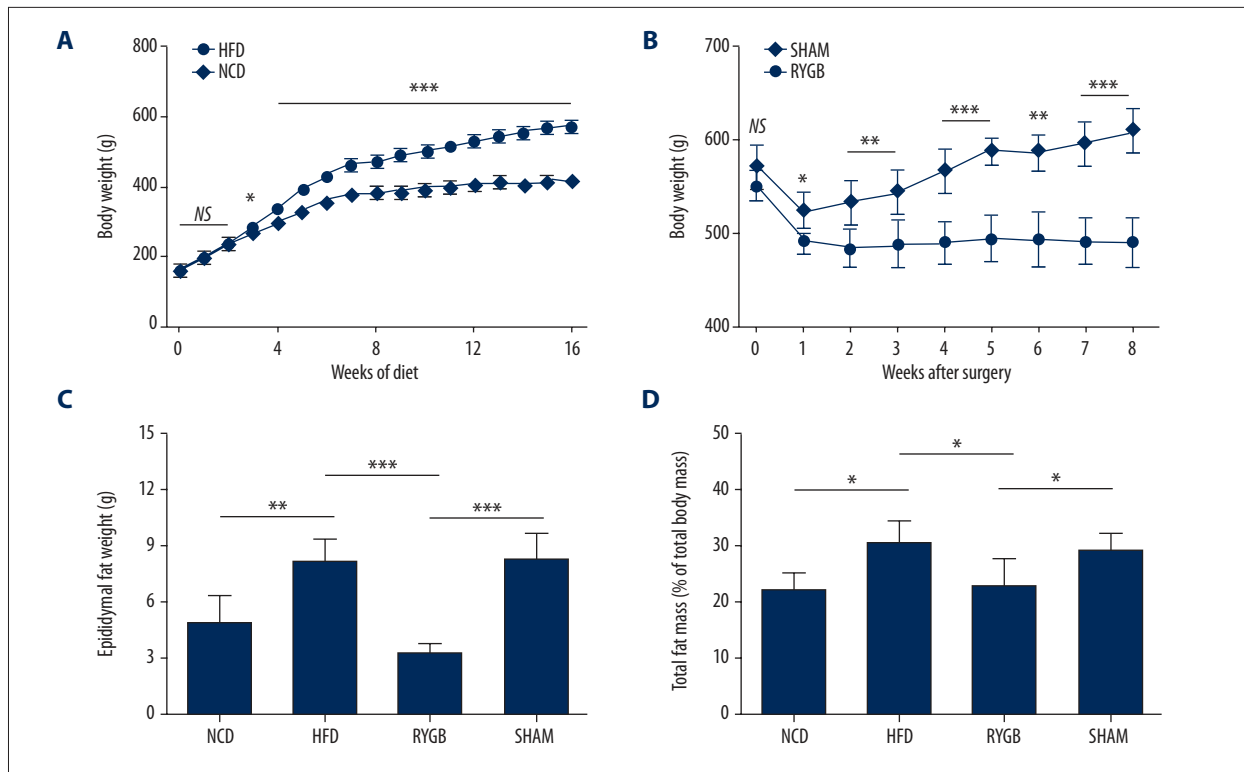 A
800
600
400
200
0
Body weight (g)
HFD
NCD
NS
*
***
0 4 8 12 16
Weeks of diet
B
700
600
500
400
Body weight (g)
SHAM
RYGB
NS
*
**
***
**
***
0 1 2 3 4 5 6 7 8
Weeks after surgery
C
15
12
9
6
3
0
Epididymal fat weight (g)
**
***
***
NCD HFD RYGB SHAM
D
50
40
30
20
10
0
Total fat mass (% of total body mass)
*
*
*
NCD HFD RYGB SHAM